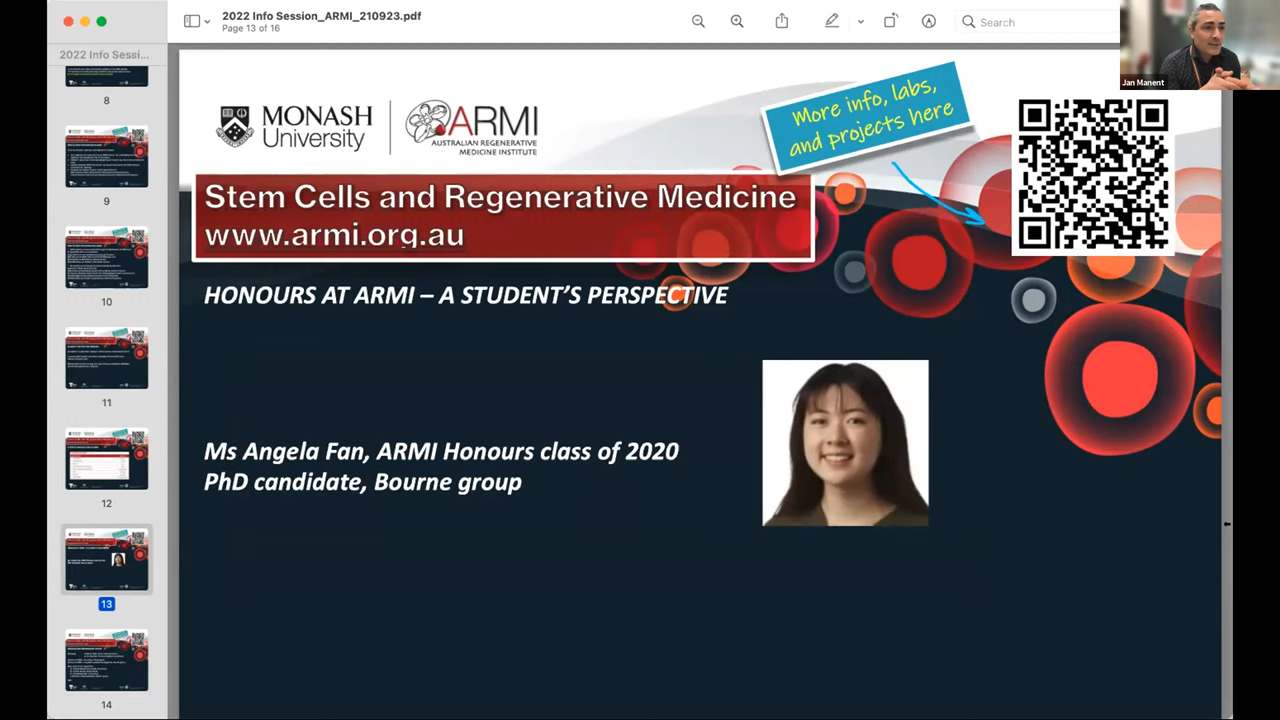 2022 Info Session_ARMI_210923.pdf
Page 13 of 16
Search
Jan Manent
2022 Info Sessi...
8
9
10
11
12
13
14
MONASH
University
ARMI
AUSTRALIAN REGENERATIVE
MEDICINE INSTITUTE
More info, labs,
and projects here
Stem Cells and Regenerative Medicine
www.armi.org.au
HONOURS AT ARMI – A STUDENT'S PERSPECTIVE
Ms Angela Fan, ARMI Honours class of 2020
PhD candidate, Bourne group